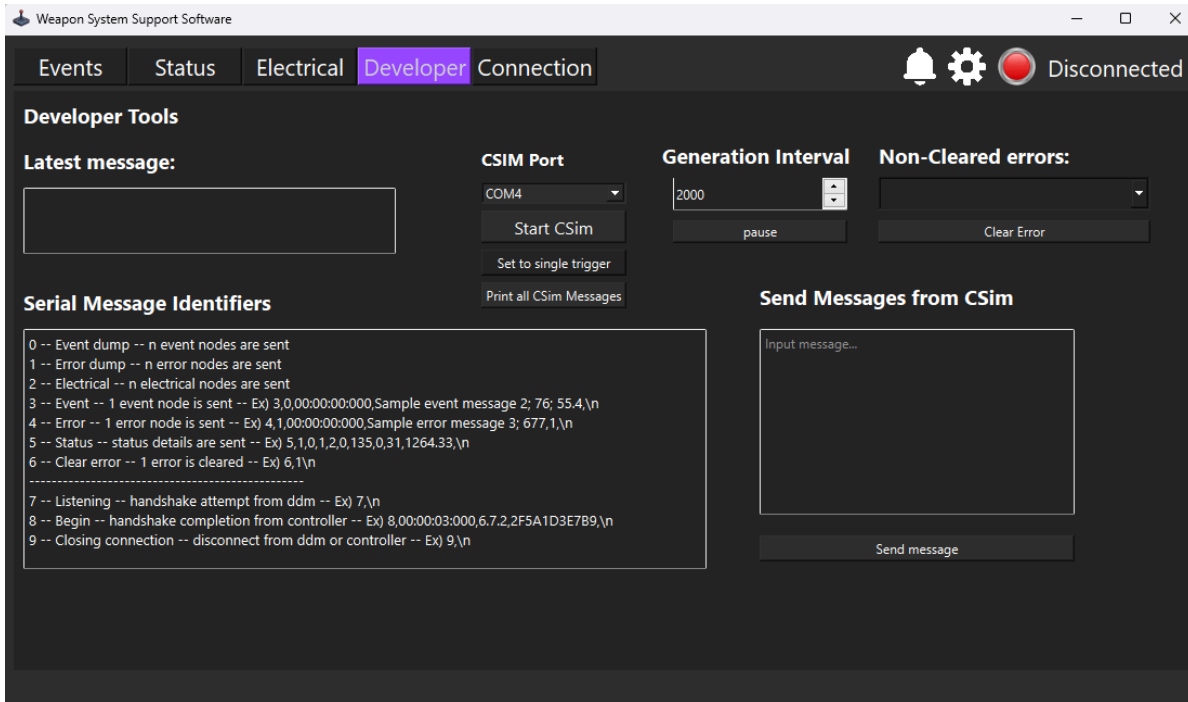 Weapon System Support Software
Events Status Electrical Developer Connection Disconnected
Developer Tools
Latest message:
CSIM Port
COM4
Start CSim
Set to single trigger
Print all CSim Messages
Generation Interval
2000
pause
Non-Cleared errors:
Clear Error
Serial Message Identifiers
0 -- Event dump -- n event nodes are sent
1 -- Error dump -- n error nodes are sent
2 -- Electrical -- n electrical nodes are sent
3 -- Event -- 1 event node is sent -- Ex) 3,0,00:00:00:000,Sample event message 2; 76; 55.4,\n
4 -- Error -- 1 error node is sent -- Ex) 4,1,00:00:00:000,Sample error message 3; 677,1,\n
5 -- Status -- status details are sent -- Ex) 5,1,0,1,2,0,135,0,31,1264.33,\n
6 -- Clear error -- 1 error is cleared -- Ex) 6,1\n
--------------------------------------------------
7 -- Listening -- handshake attempt from ddm -- Ex) 7,\n
8 -- Begin -- handshake completion from controller -- Ex) 8,00:00:03:000,6.7.2,2F5A1D3E7B9,\n
9 -- Closing connection -- disconnect from ddm or controller -- Ex) 9,\n
Send Messages from CSim
Input message...
Send message